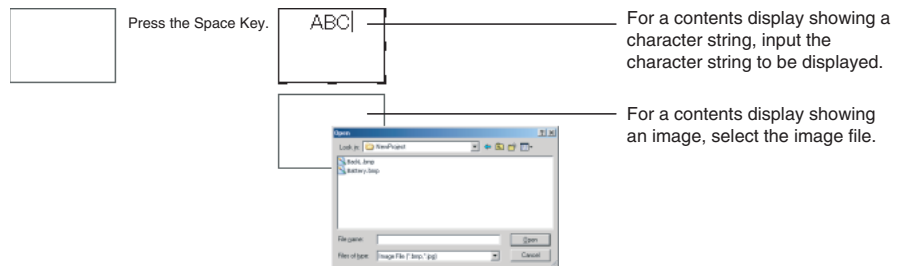 Press the Space Key.
ABC
For a contents display showing a
character string, input the
character string to be displayed.
For a contents display showing
an image, select the image file.
Open
Look in: NewProject
Back.bmp
Battery.bmp
File name:
Open
Files of type: Image File (*.bmp,*.jpg)
Cancel